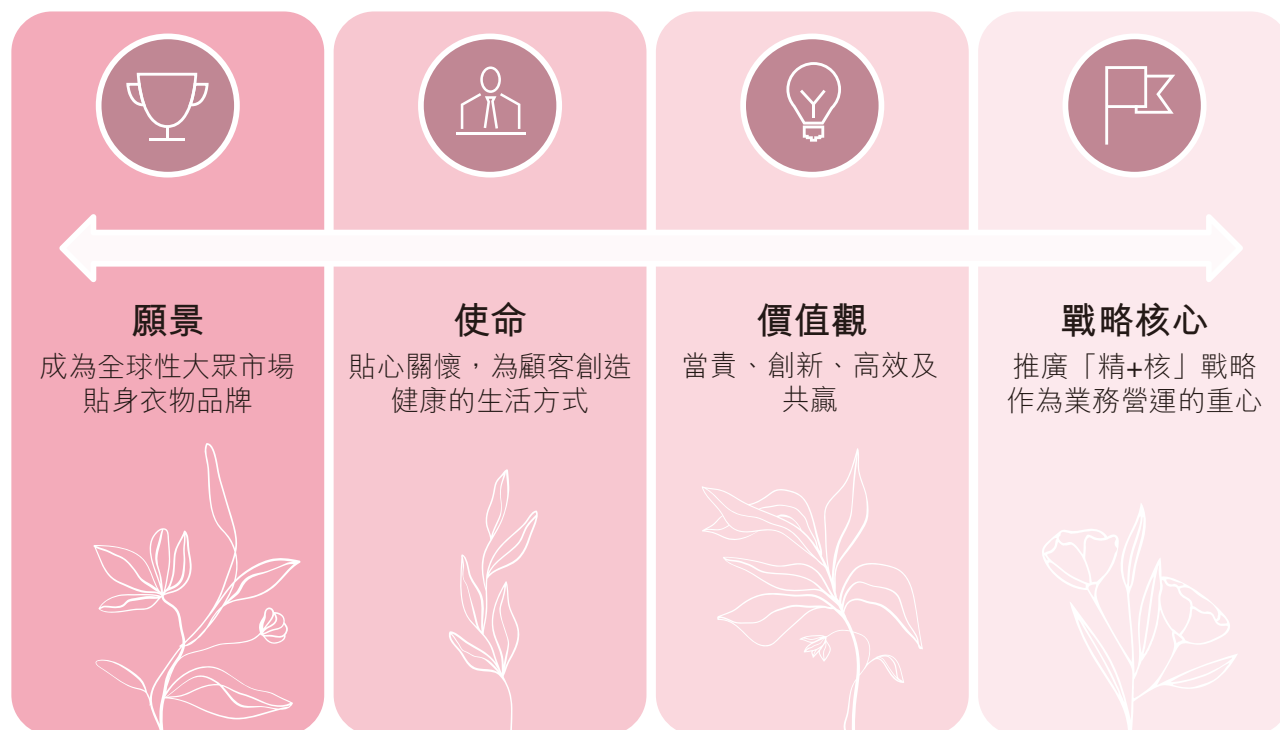 願景
成為全球性大眾市場
貼身衣物品牌
使命
貼心關懷，為顧客創造
健康的生活方式
價值觀
當責、創新、高效及
共贏
戰略核心
推廣「精+核」戰略
作為業務營運的重心